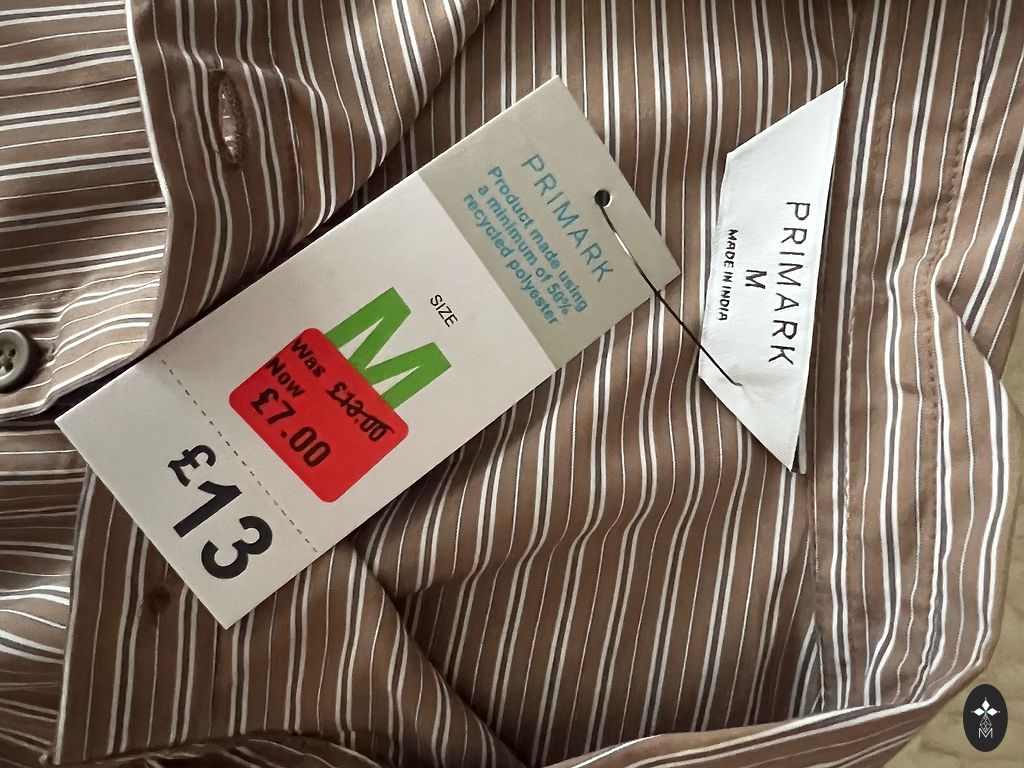 PRIMARK
Product made using
a minimum of 50%
recycled polyester
SIZE
M
Was £13.00
Now
£7.00
£13
PRIMARK
M
MADE IN INDIA